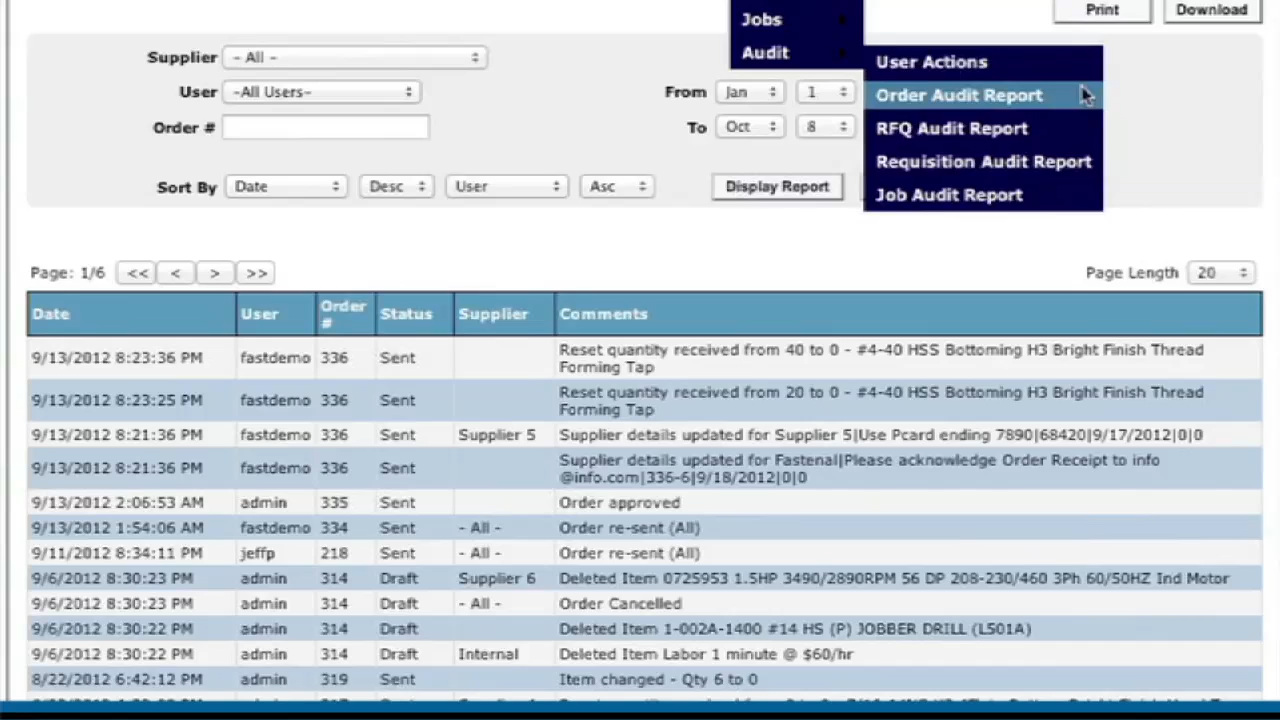 Jobs
Print
Download
Audit
Supplier
- All -
User Actions
User
-All Users-
From
Jan
1
Order Audit Report
Order #
To
Oct
8
RFQ Audit Report
Requisition Audit Report
Sort By
Date
Desc
User
Asc
Display Report
Job Audit Report
Page: 1/6
<<
<
>
>>
Page Length
20
Date
User
Order
#
Status
Supplier
Comments
9/13/2012 8:23:36 PM fastdemo 336 Sent Reset quantity received from 40 to 0 - #4-40 HSS Bottoming H3 Bright Finish Thread
Forming Tap
9/13/2012 8:23:25 PM fastdemo 336 Sent Reset quantity received from 20 to 0 - #4-40 HSS Bottoming H3 Bright Finish Thread
Forming Tap
9/13/2012 8:21:36 PM fastdemo 336 Sent Supplier 5 Supplier details updated for Supplier 5|Use Pcard ending 7890|68420|9/17/2012|0|0
9/13/2012 8:21:36 PM fastdemo 336 Sent Supplier details updated for Fastenal|Please acknowledge Order Receipt to info
@info.com|336-6|9/18/2012|0|0
9/13/2012 2:06:53 AM admin 335 Sent Order approved
9/13/2012 1:54:06 AM fastdemo 334 Sent - All - Order re-sent (All)
9/11/2012 8:34:11 PM jeffp 218 Sent - All - Order re-sent (All)
9/6/2012 8:30:23 PM admin 314 Draft Supplier 6 Deleted Item 0725953 1.5HP 3490/2890RPM 56 DP 208-230/460 3Ph 60/50HZ Ind Motor
9/6/2012 8:30:23 PM admin 314 Draft - All - Order Cancelled
9/6/2012 8:30:22 PM admin 314 Draft Deleted Item 1-002A-1400 #14 HS (P) JOBBER DRILL (L501A)
9/6/2012 8:30:22 PM admin 314 Draft Internal Deleted Item Labor 1 minute @ $60/hr
8/22/2012 6:42:12 PM admin 319 Sent Item changed - Qty 6 to 0